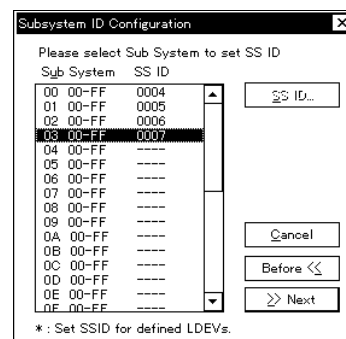 Subsystem ID Configuration
Please select Sub System to set SS ID
Sub System SS ID
00 00-FF 0004
01 00-FF 0005
02 00-FF 0006
03 00-FF 0007
04 00-FF ----
05 00-FF ----
06 00-FF ----
07 00-FF ----
08 00-FF ----
09 00-FF ----
0A 00-FF ----
0B 00-FF ----
0C 00-FF ----
0D 00-FF ----
0E 00-FF ----
0F 00-FF ----
SS ID...
Cancel
Before <<
>> Next
* : Set SSID for defined LDEVs.